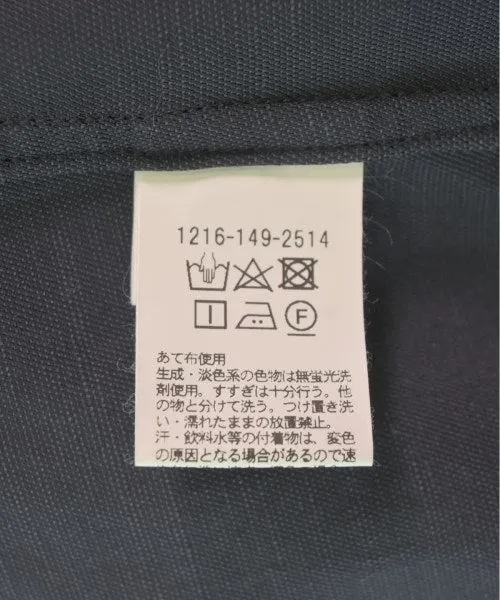 1216-149-2514
F
あて布使用
生成・淡色系の色物は無蛍光洗
剤使用。すすぎは十分行う。他
の物と分けて洗う。つけ置き洗
い・濡れたままの放置禁止。
汗・飲料水等の付着物は、変色
の原因となる場合があるので速